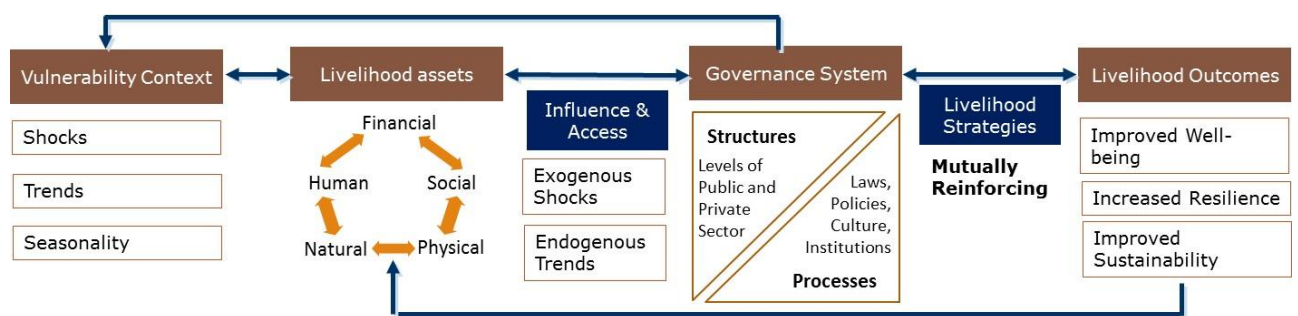 Vulnerability Context
Shocks
Trends
Seasonality
Livelihood assets
Financial
Human
Social
Natural
Physical
Influence &
Access
Exogenous
Shocks
Endogenous
Trends
Governance System
Structures
Levels of
Public and
Private
Sector
Laws,
Policies,
Culture,
Institutions
Processes
Livelihood
Strategies
Mutually
Reinforcing
Livelihood Outcomes
Improved Well-
being
Increased Resilience
Improved
Sustainability